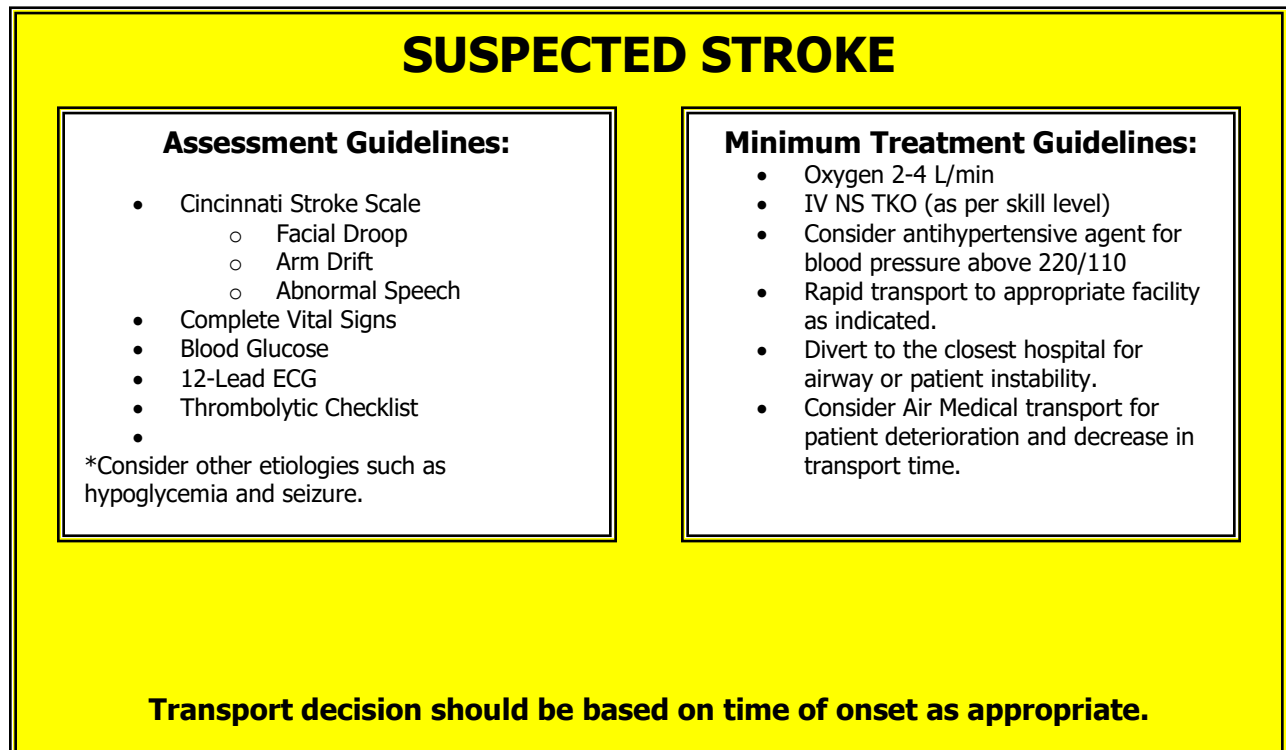 SUSPECTED STROKE
Assessment Guidelines:
• Cincinnati Stroke Scale
o Facial Droop
o Arm Drift
o Abnormal Speech
• Complete Vital Signs
• Blood Glucose
• 12-Lead ECG
• Thrombolytic Checklist
•
*Consider other etiologies such as
hypoglycemia and seizure.
Minimum Treatment Guidelines:
• Oxygen 2-4 L/min
• IV NS TKO (as per skill level)
• Consider antihypertensive agent for
blood pressure above 220/110
• Rapid transport to appropriate facility
as indicated.
• Divert to the closest hospital for
airway or patient instability.
• Consider Air Medical transport for
patient deterioration and decrease in
transport time.
Transport decision should be based on time of onset as appropriate.